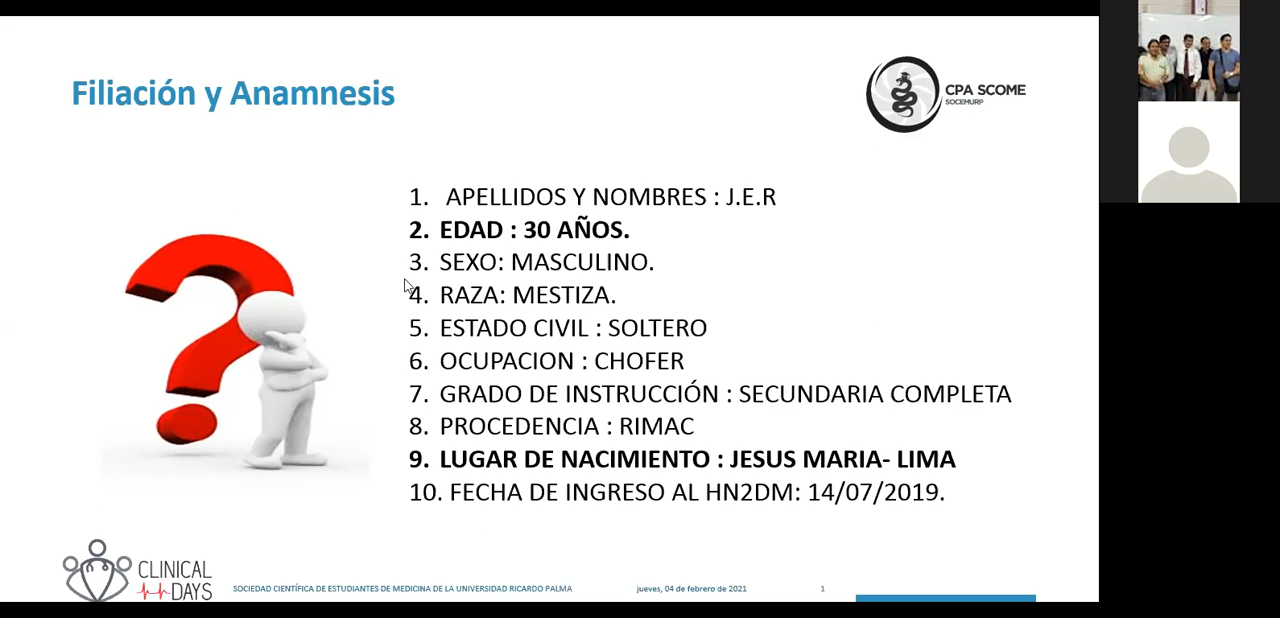 Filiación y Anamnesis
CPA SCOME
SOCEMURP
1. APELLIDOS Y NOMBRES : J.E.R
2. EDAD : 30 AÑOS.
3. SEXO: MASCULINO.
4. RAZA: MESTIZA.
5. ESTADO CIVIL : SOLTERO
6. OCUPACION : CHOFER
7. GRADO DE INSTRUCCIÓN : SECUNDARIA COMPLETA
8. PROCEDENCIA : RIMAC
9. LUGAR DE NACIMIENTO : JESUS MARIA- LIMA
10. FECHA DE INGRESO AL HN2DM: 14/07/2019.
CLINICAL
DAYS
SOCIEDAD CIENTÍFICA DE ESTUDIANTES DE MEDICINA DE LA UNIVERSIDAD RICARDO PALMA
jueves, 04 de febrero de 2021
1